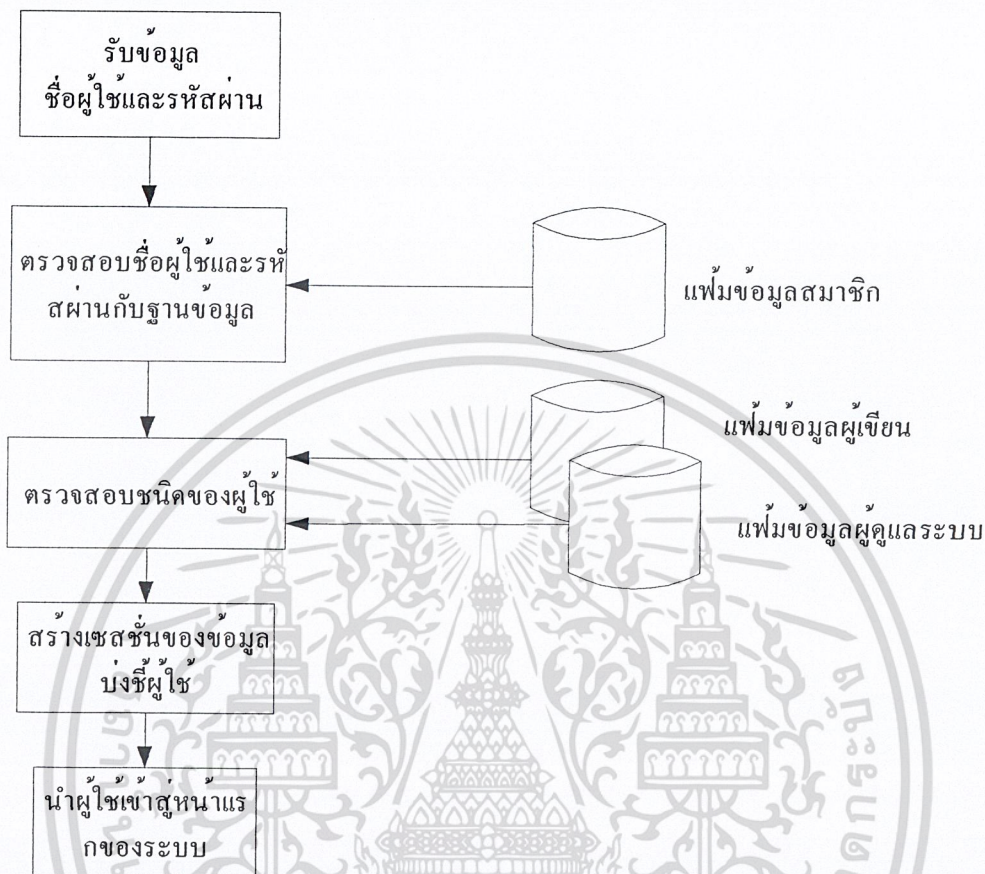 รับข้อมูล
ชื่อผู้ใช้และรหัสผ่าน
ตรวจสอบชื่อผู้ใช้และรหั
สผ่านกับฐานข้อมูล
แฟ้มข้อมูลสมาชิก
แฟ้มข้อมูลผู้เขียน
ตรวจสอบชนิดของผู้ใช้
แฟ้มข้อมูลผู้ดูแลระบบ
สร้างเซสชั่นของข้อมูล
บ่งชี้ผู้ใช้
นำผู้ใช้เข้าสู่หน้าแร
กของระบบ